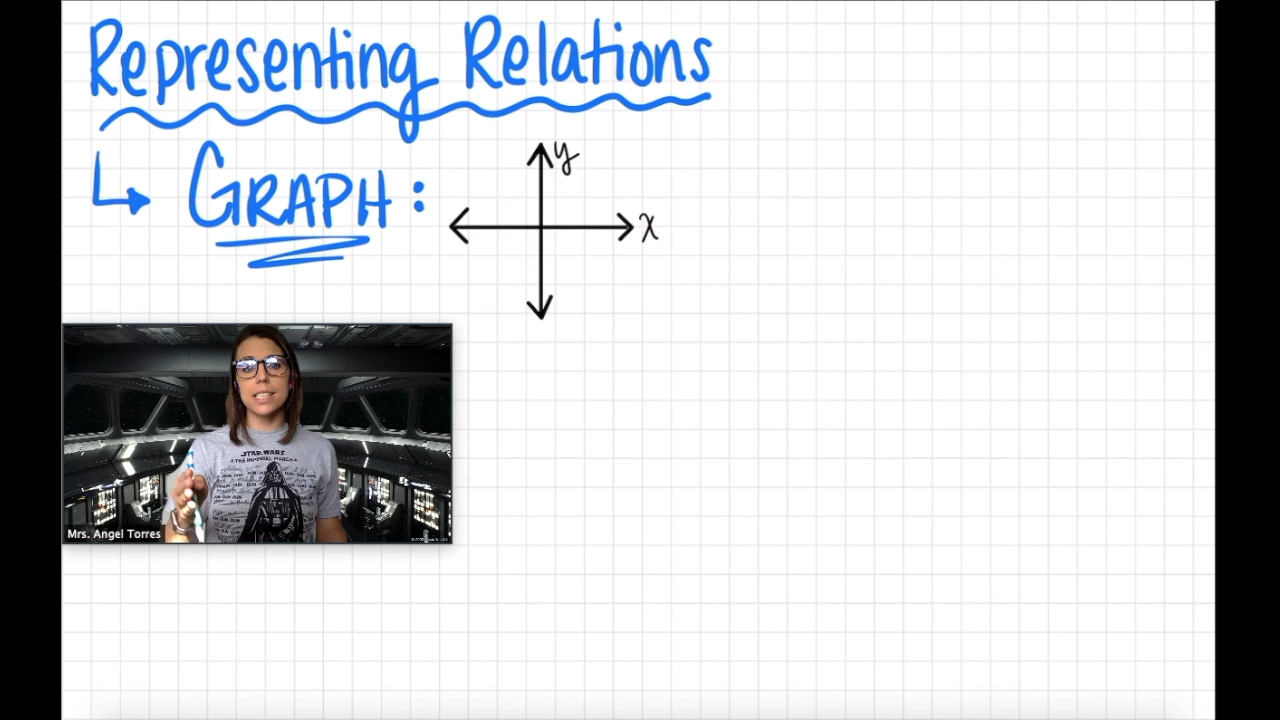 Representing Relations
GRAPH:
y
x
STAR WARS
THE IMPERIAL MARCH
Mrs. Angel Torres